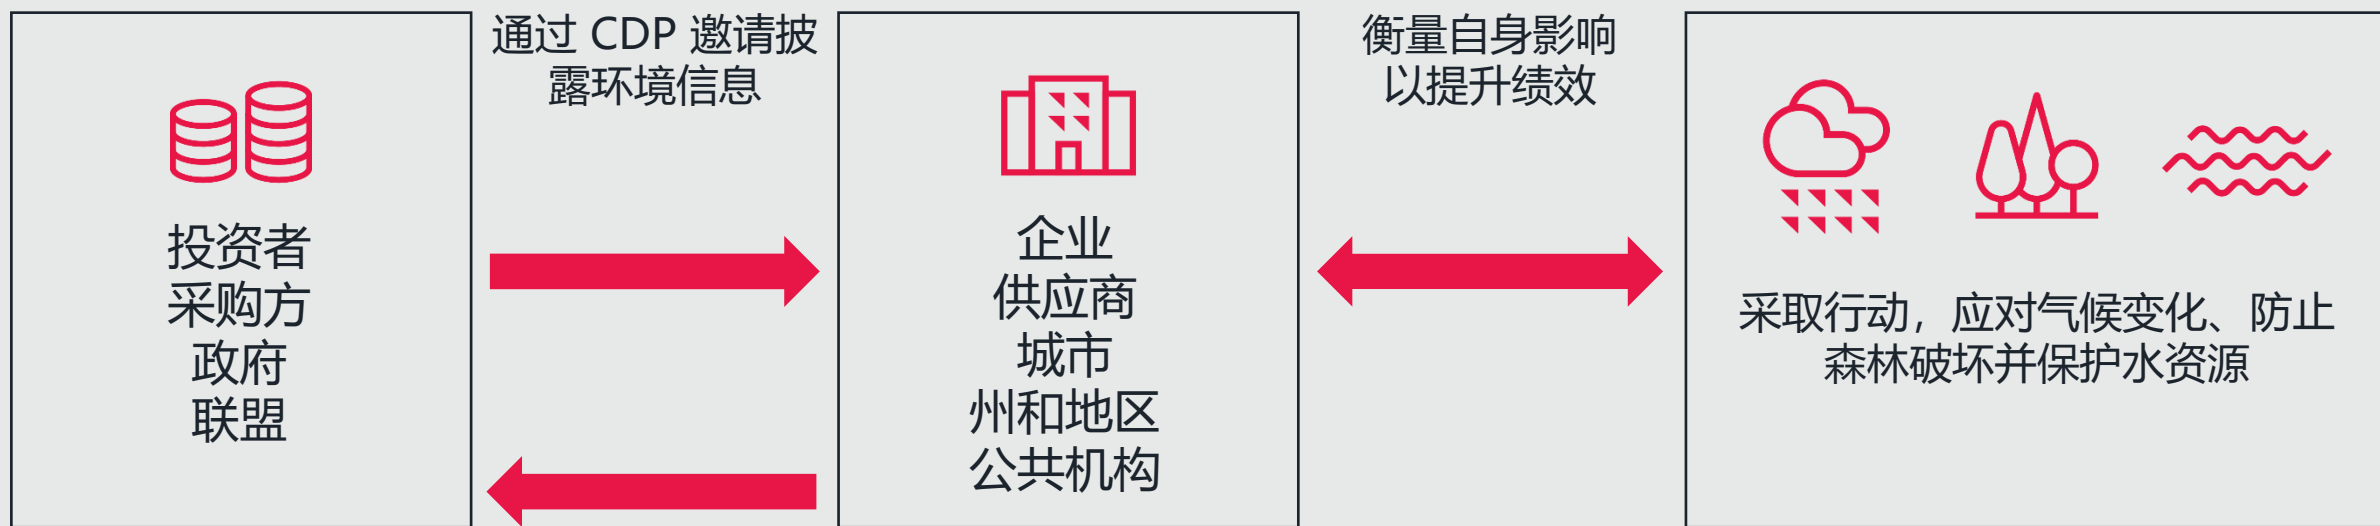 投资者
采购方
政府
联盟
通过 CDP 邀请披
露环境信息
企业
供应商
城市
州和地区
公共机构
衡量自身影响
以提升绩效
采取行动，应对气候变化、防止
森林破坏并保护水资源